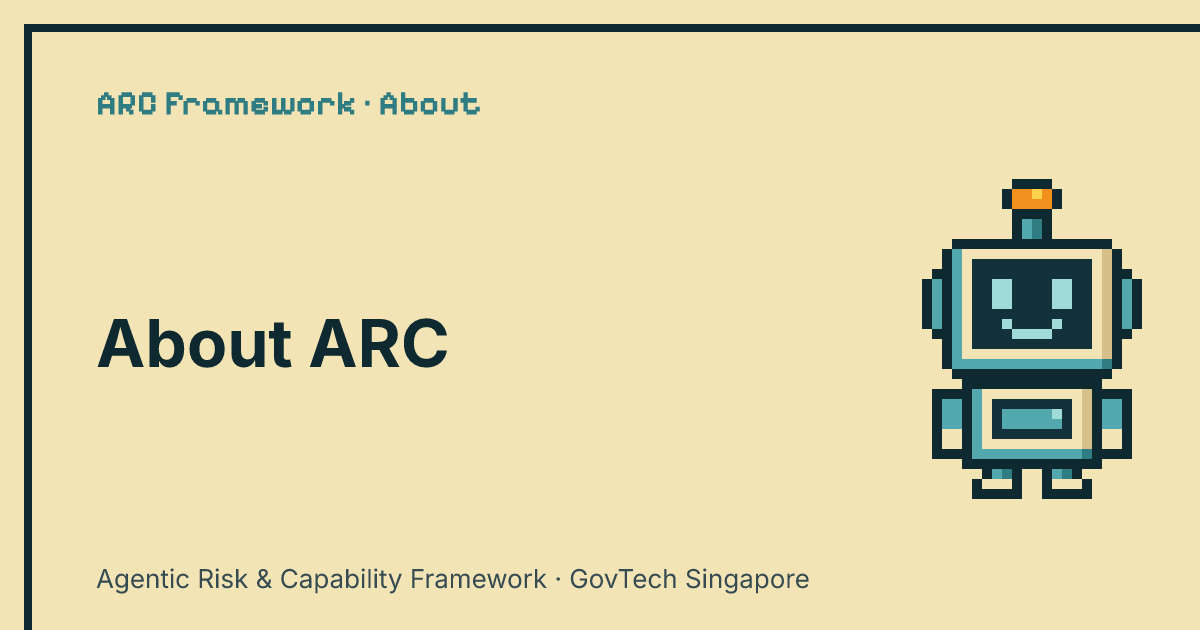 ARC Framework · About
About ARC
Agentic Risk & Capability Framework · GovTech Singapore